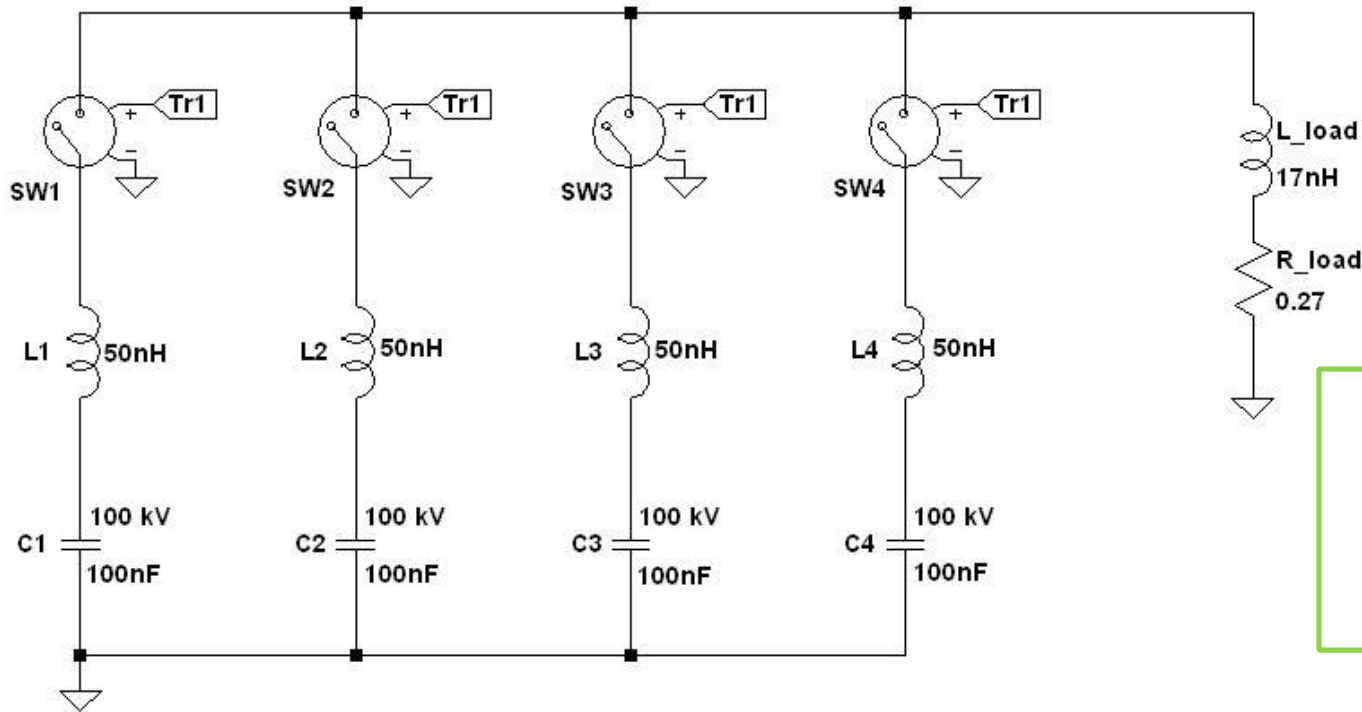 Tr1
+
−
SW1
Tr1
+
−
SW2
Tr1
+
−
SW3
Tr1
+
−
SW4
L_load
17nH
R_load
0.27
L1 50nH
L2 50nH
L3 50nH
L4 50nH
100 kV
C1
100nF
100 kV
C2
100nF
100 kV
C3
100nF
100 kV
C4
100nF